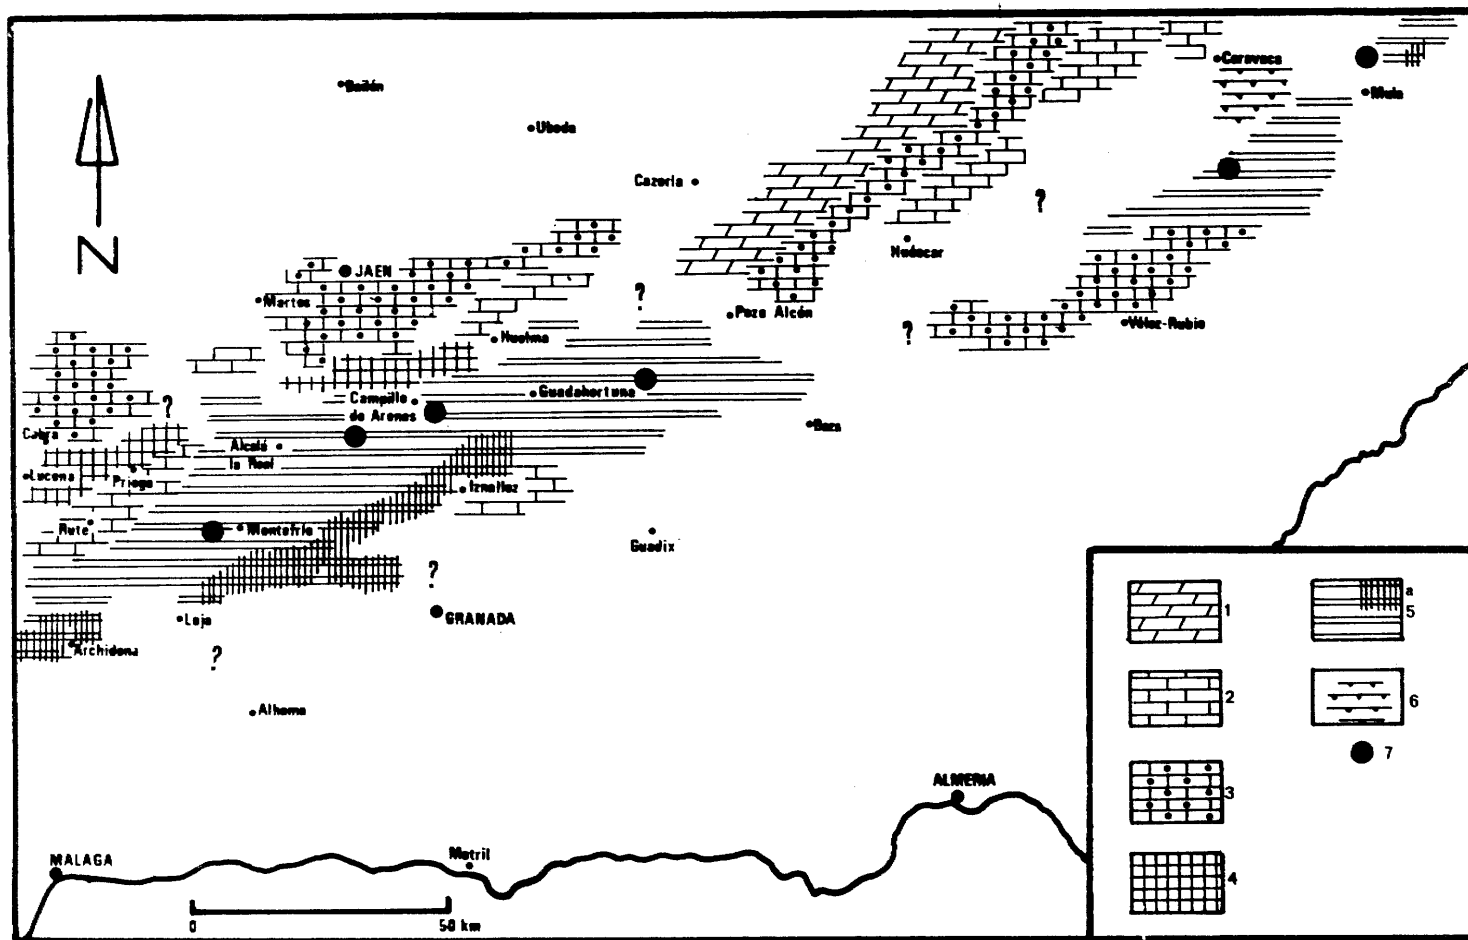 Bailén
Ubeda
Cazorla
Caravaca
Mula
N
JAEN
Martos
Huelma
?
Huéscar
?
Pozo Alcón
?
Vélez-Rubio
Guadahortuna
Campillo
de Arenas
?
Cabra
Alcalá
la Real
Baza
Lucena
Priego
Iznalloz
Rute
Montefrío
Guadix
?
GRANADA
Loja
Archidona
?
Alhama
ALMERIA
MALAGA
Motril
0
50 km
1
a
5
2
6
3
7
4